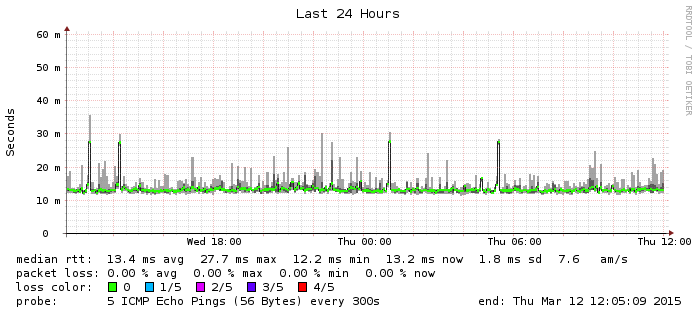 Last 24 Hours
RRDTOOL / TOBI OETIKER
Seconds
60 m
50 m
40 m
30 m
20 m
10 m
0
Wed 18:00 Thu 00:00 Thu 06:00 Thu 12:00
median rtt: 13.4 ms avg 27.7 ms max 12.2 ms min 13.2 ms now 1.8 ms sd 7.6 am/s
packet loss: 0.00 % avg 0.00 % max 0.00 % min 0.00 % now
loss color: 0 1/5 2/5 3/5 4/5
probe: 5 ICMP Echo Pings (56 Bytes) every 300s end: Thu Mar 12 12:05:09 2015